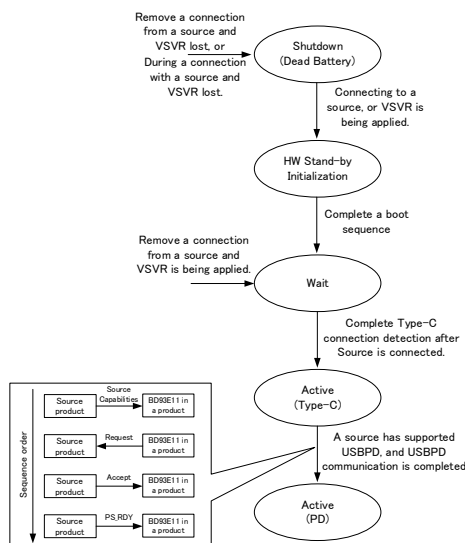 Remove a connection
from a source and
VSVR lost, or
During a connection
with a source and
VSVR lost.
Shutdown
(Dead Battery)
Connecting to a
source, or VSVR is
being applied.
HW Stand-by
Initialization
Complete a boot
sequence
Remove a connection
from a source and
VSVR is being applied.
Wait
Complete Type-C
connection detection after
Source is connected.
Active
(Type-C)
A source has supported
USBPD, and USBPD
communication is completed
Active
(PD)
Sequence order
Source
product
Source
Capabilities
BD93E11 in
a product
Source
product
Request
BD93E11 in
a product
Source
product
Accept
BD93E11 in
a product
Source
product
PS_RDY
BD93E11 in
a product